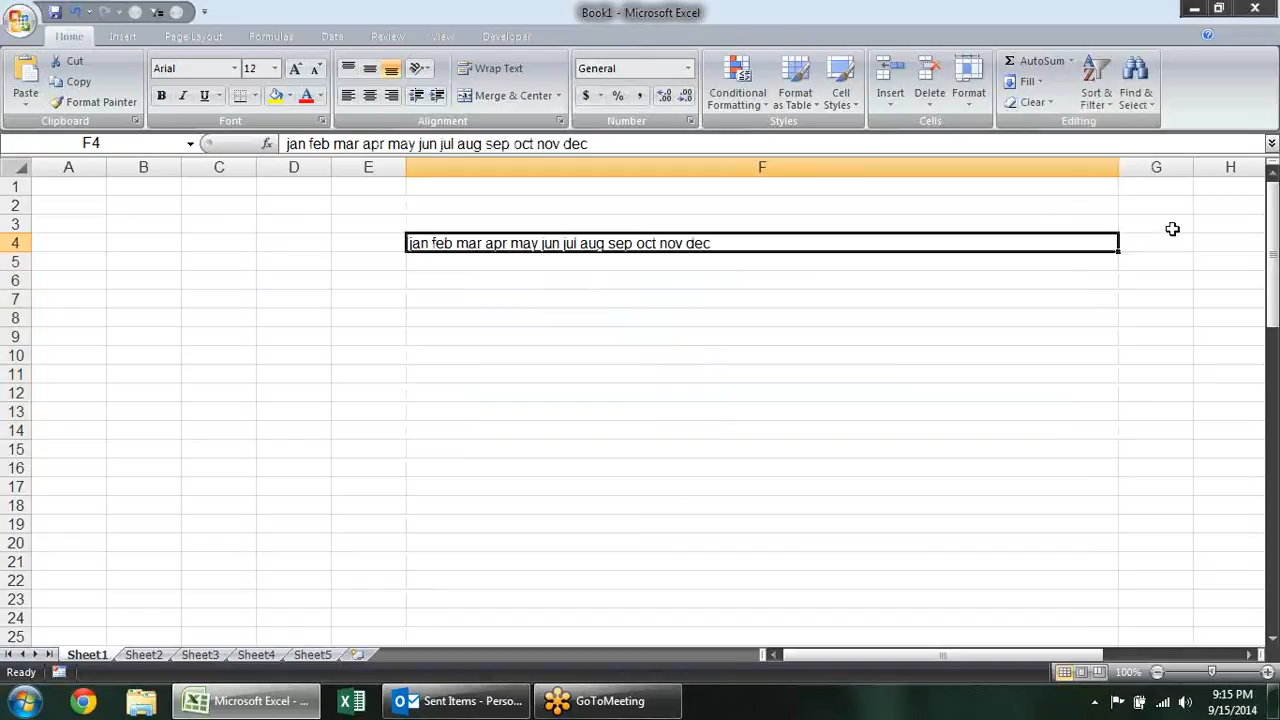 Book1 - Microsoft Excel
Home Insert Page Layout Formulas Data Review View Developer
Cut
Copy
Format Painter
Paste
Clipboard
Arial 12
B I U
Font
Wrap Text
Merge & Center
Alignment
General
$ % ,
Number
Conditional Formatting
Format as Table
Cell Styles
Styles
Insert
Delete
Format
Cells
Σ AutoSum
Fill
Clear
Sort & Filter
Find & Select
Editing
F4 fx jan feb mar apr may jun jul aug sep oct nov dec
A B C D E F G H
1
2
3
4 jan feb mar apr may jun jul aug sep oct nov dec
5
6
7
8
9
10
11
12
13
14
15
16
17
18
19
20
21
22
23
24
25
Sheet1 Sheet2 Sheet3 Sheet4 Sheet5
Ready 100%
Microsoft Excel - ...
Sent Items - Perso...
GoToMeeting
9:15 PM
9/15/2014